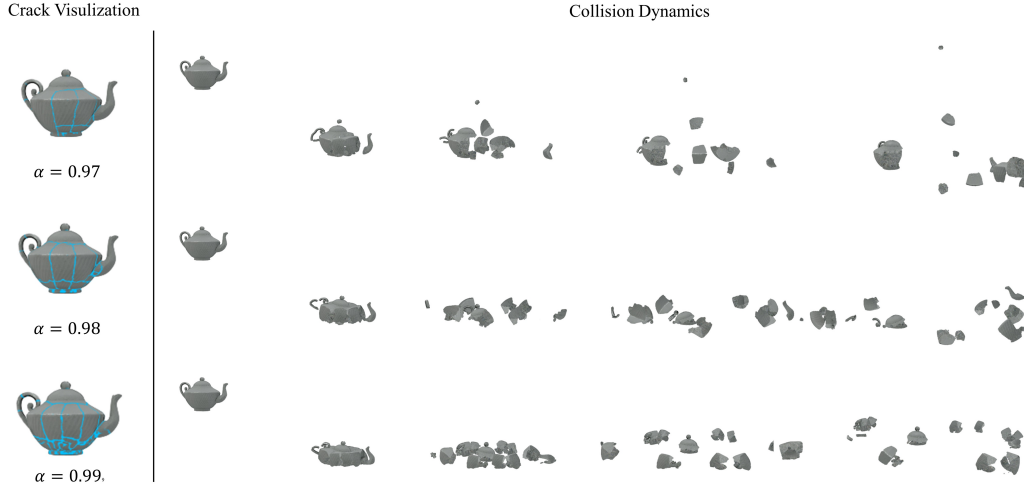 Crack Visulization
Collision Dynamics
α = 0.97
α = 0.98
α = 0.99,